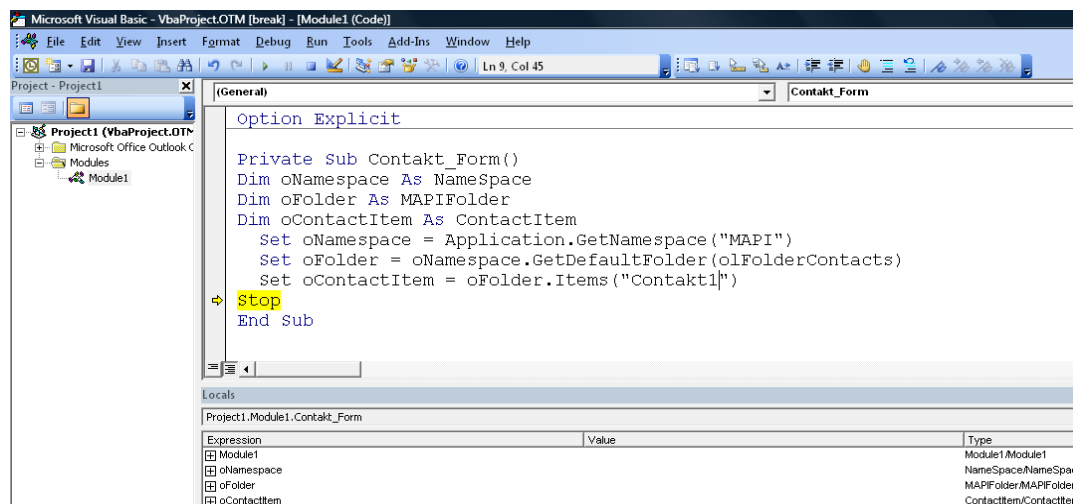 Microsoft Visual Basic - VbaProject.OTM [break] - [Module1 (Code)]
File Edit View Insert Format Debug Run Tools Add-Ins Window Help
Ln 9, Col 45
Project - Project1
(General)
Contakt_Form
Project1 (VbaProject.OTM
Microsoft Office Outlook O
Modules
Module1
Option Explicit
Private Sub Contakt_Form()
Dim oNamespace As NameSpace
Dim oFolder As MAPIFolder
Dim oContactItem As ContactItem
Set oNamespace = Application.GetNamespace("MAPI")
Set oFolder = oNamespace.GetDefaultFolder(olFolderContacts)
Set oContactItem = oFolder.Items("Contakt1")
Stop
End Sub
Locals
Project1.Module1.Contakt_Form
Expression Value Type
Module1 Module1/Module1
oNamespace NameSpace/NameSpa
oFolder MAPIFolder/MAPIFolder
oContactItem ContactItem/ContactIte